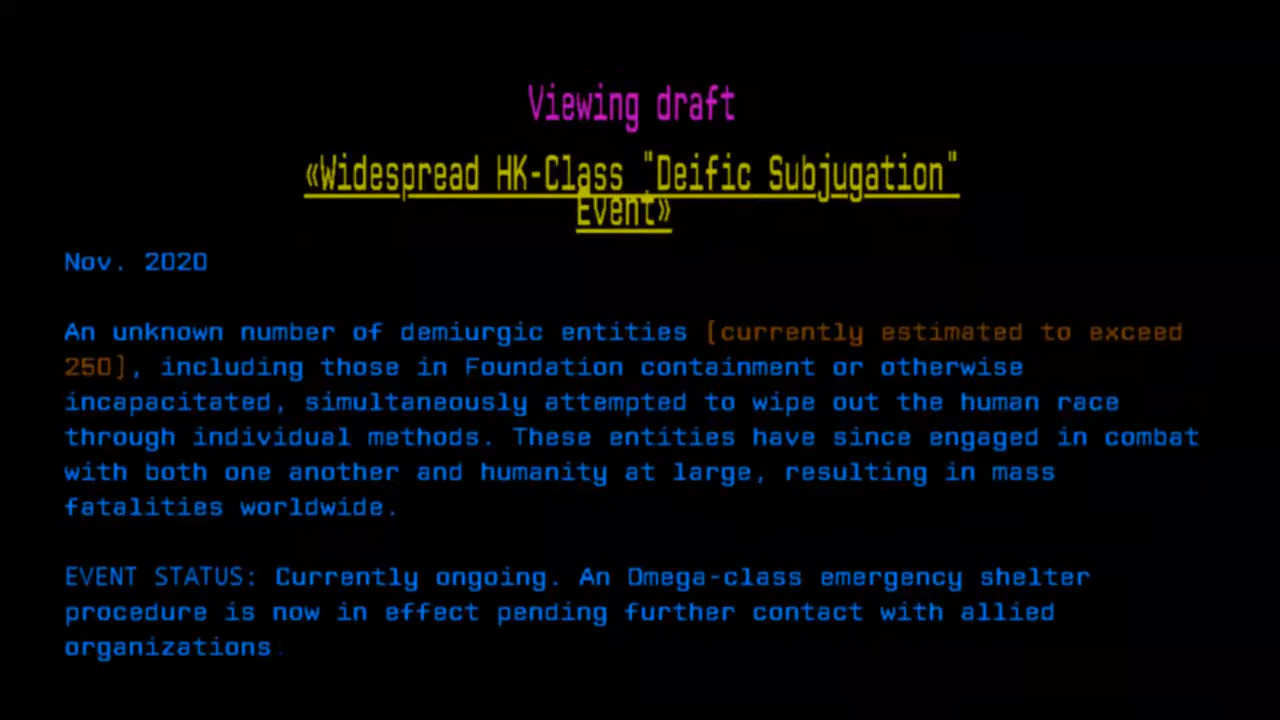 Viewing draft
«Widespread HK-Class "Deific Subjugation"
Event»
Nov. 2020
An unknown number of demiurgic entities [currently estimated to exceed
250], including those in Foundation containment or otherwise
incapacitated, simultaneously attempted to wipe out the human race
through individual methods. These entities have since engaged in combat
with both one another and humanity at large, resulting in mass
fatalities worldwide.
EVENT STATUS: Currently ongoing. An Omega-class emergency shelter
procedure is now in effect pending further contact with allied
organizations.